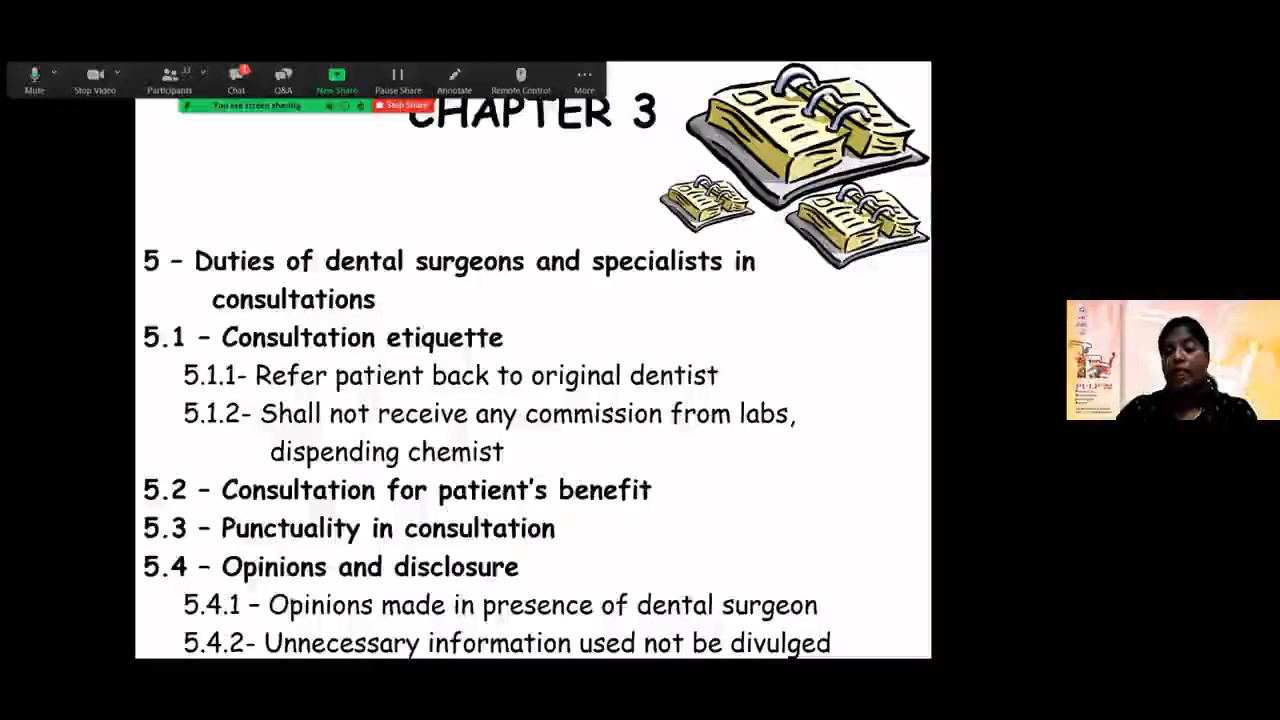 Mute
Stop Video
33
Participants
1
Chat
Q&A
New Share
Pause Share
Annotate
Remote Control
More
You are screen sharing
Stop Share
CHAPTER 3
5 – Duties of dental surgeons and specialists in
consultations
5.1 – Consultation etiquette
5.1.1- Refer patient back to original dentist
5.1.2- Shall not receive any commission from labs,
dispending chemist
5.2 – Consultation for patient's benefit
5.3 – Punctuality in consultation
5.4 – Opinions and disclosure
5.4.1 – Opinions made in presence of dental surgeon
5.4.2- Unnecessary information used not be divulged
PULP